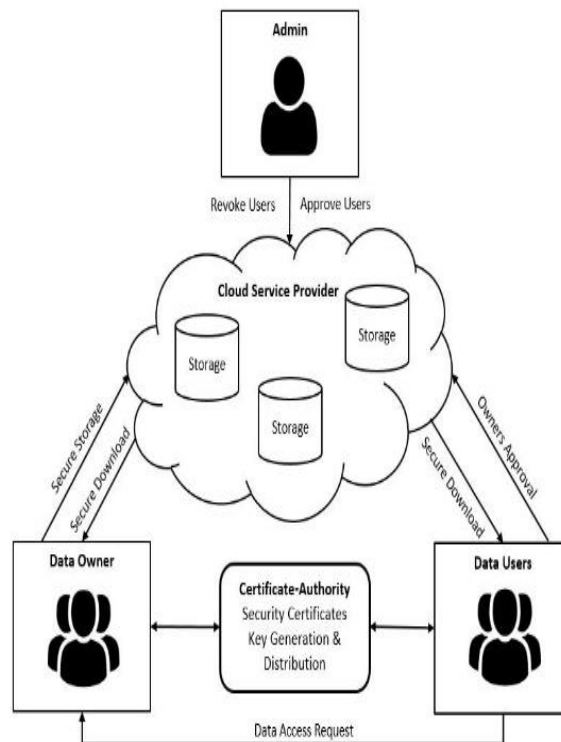 Admin
Revoke Users
Approve Users
Cloud Service Provider
Storage
Storage
Storage
Secure Storage
Secure Download
Secure Download
Owners Approval
Data Owner
Certificate-Authority
Security Certificates
Key Generation &
Distribution
Data Users
Data Access Request